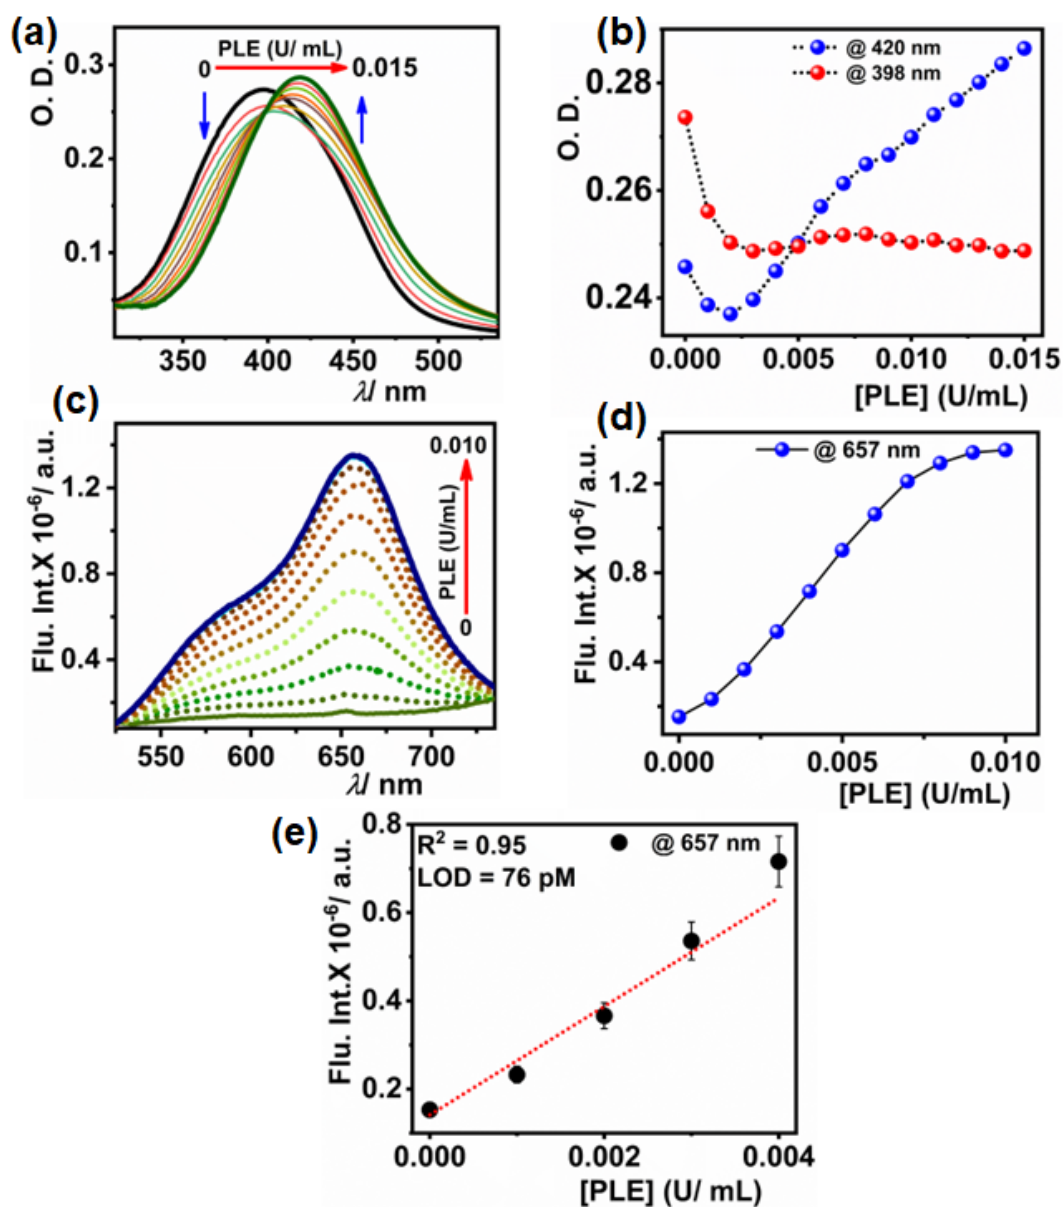 (a)
PLE (U/ mL)
0
0.015
O. D.
0.3
0.2
0.1
350
400
450
500
λ/ nm
(b)
@ 420 nm
@ 398 nm
O. D.
0.28
0.26
0.24
0.000
0.005
0.010
0.015
[PLE] (U/mL)
(c)
Flu. Int.X 10⁻⁶/ a.u.
1.2
0.8
0.4
0.010
PLE (U/mL)
0
550
600
650
700
λ/ nm
(d)
@ 657 nm
Flu. Int.X 10⁻⁶/ a.u.
1.2
0.8
0.4
0.000
0.005
0.010
[PLE] (U/mL)
(e)
R² = 0.95
LOD = 76 pM
@ 657 nm
Flu. Int.X 10⁻⁶/ a.u.
0.8
0.6
0.4
0.2
0.000
0.002
0.004
[PLE] (U/ mL)